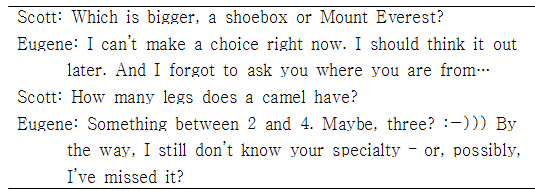 Scott: Which is bigger, a shoebox or Mount Everest?
Eugene: I can't make a choice right now. I should think it out
later. And I forgot to ask you where you are from…
Scott: How many legs does a camel have?
Eugene: Something between 2 and 4. Maybe, three? :-))) By
the way, I still don't know your specialty - or, possibly,
I've missed it?